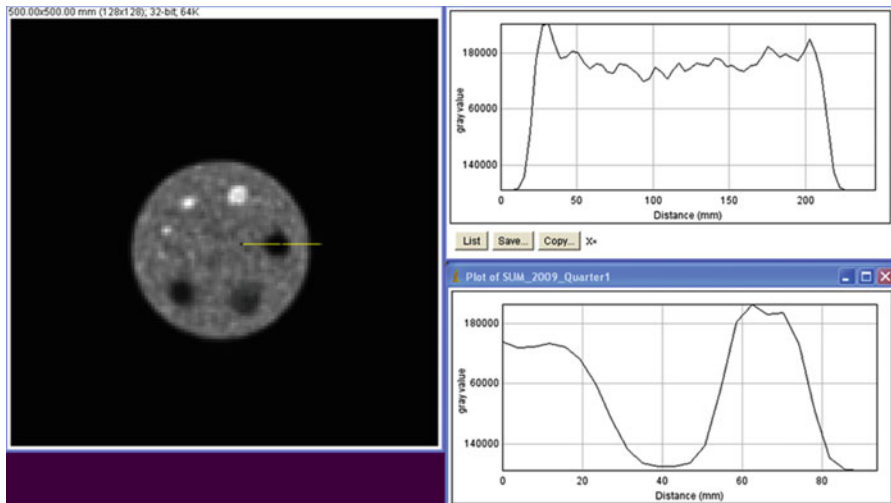 500.00x500.00 mm (128x128); 32-bit; 64K
180000
60000
140000
gray value
0 50 100 150 200
Distance (mm)
List Save... Copy...
Plot of SUM_2009_Quarter1
180000
60000
140000
gray value
0 20 40 60 80
Distance (mm)